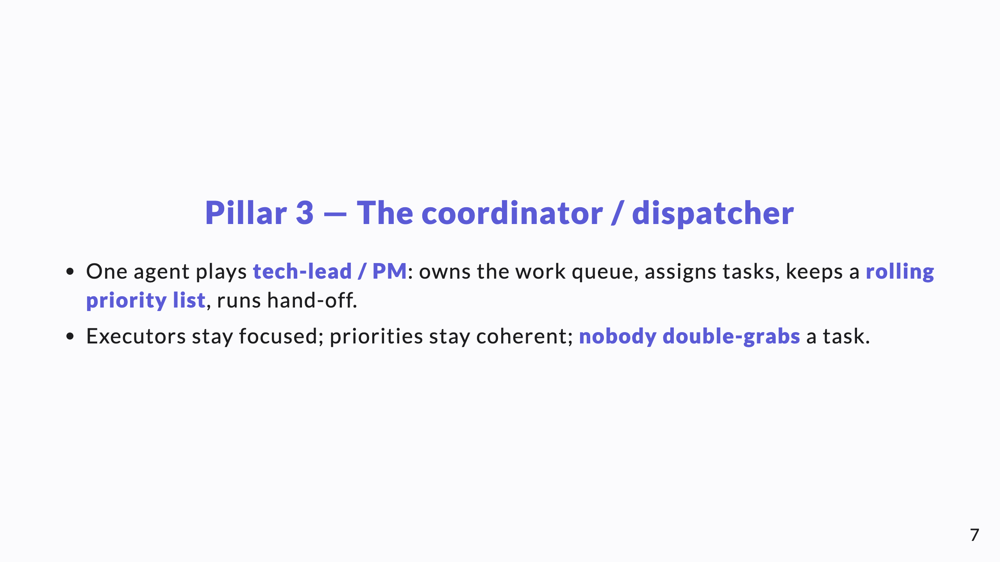 Pillar 3 — The coordinator / dispatcher
• One agent plays tech-lead / PM: owns the work queue, assigns tasks, keeps a rolling
priority list, runs hand-off.
• Executors stay focused; priorities stay coherent; nobody double-grabs a task.
7